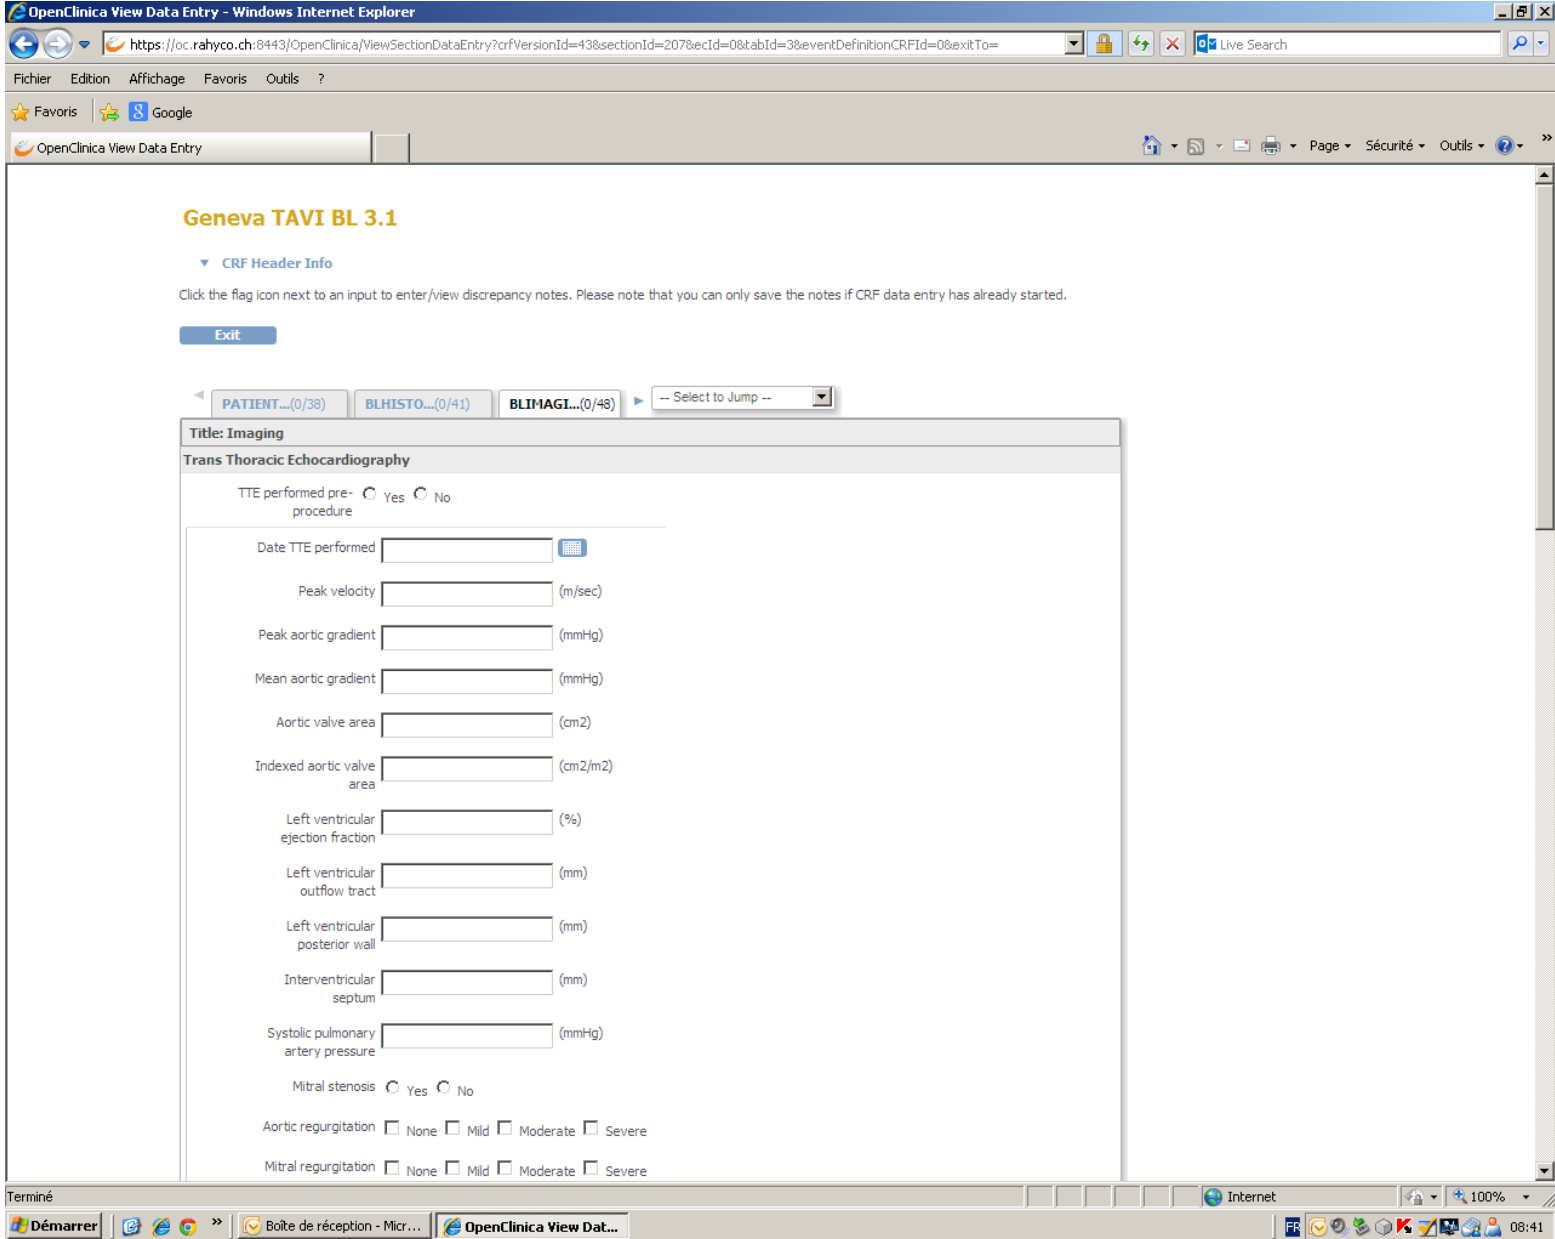 OpenClinica View Data Entry - Windows Internet Explorer
https://oc.rahyco.ch:8443/OpenClinica/ViewSectionDataEntry?crfVersionId=43&sectionId=207&ecId=0&tabId=3&eventDefinitionCRFId=0&exitTo=
Live Search
Fichier Edition Affichage Favoris Outils ?
Favoris Google
OpenClinica View Data Entry
Page Sécurité Outils
Geneva TAVI BL 3.1
CRF Header Info
Click the flag icon next to an input to enter/view discrepancy notes. Please note that you can only save the notes if CRF data entry has already started.
Exit
PATIENT...(0/38) BLHISTO...(0/41) BLIMAGI...(0/48) -- Select to Jump --
Title: Imaging
Trans Thoracic Echocardiography
TTE performed pre- Yes No
procedure
Date TTE performed
Peak velocity (m/sec)
Peak aortic gradient (mmHg)
Mean aortic gradient (mmHg)
Aortic valve area (cm2)
Indexed aortic valve (cm2/m2)
area
Left ventricular (%)
ejection fraction
Left ventricular (mm)
outflow tract
Left ventricular (mm)
posterior wall
Interventricular (mm)
septum
Systolic pulmonary (mmHg)
artery pressure
Mitral stenosis Yes No
Aortic regurgitation None Mild Moderate Severe
Mitral regurgitation None Mild Moderate Severe
Terminé Internet 100%
Démarrer Boîte de réception - Micr... OpenClinica View Dat... FR 08:41